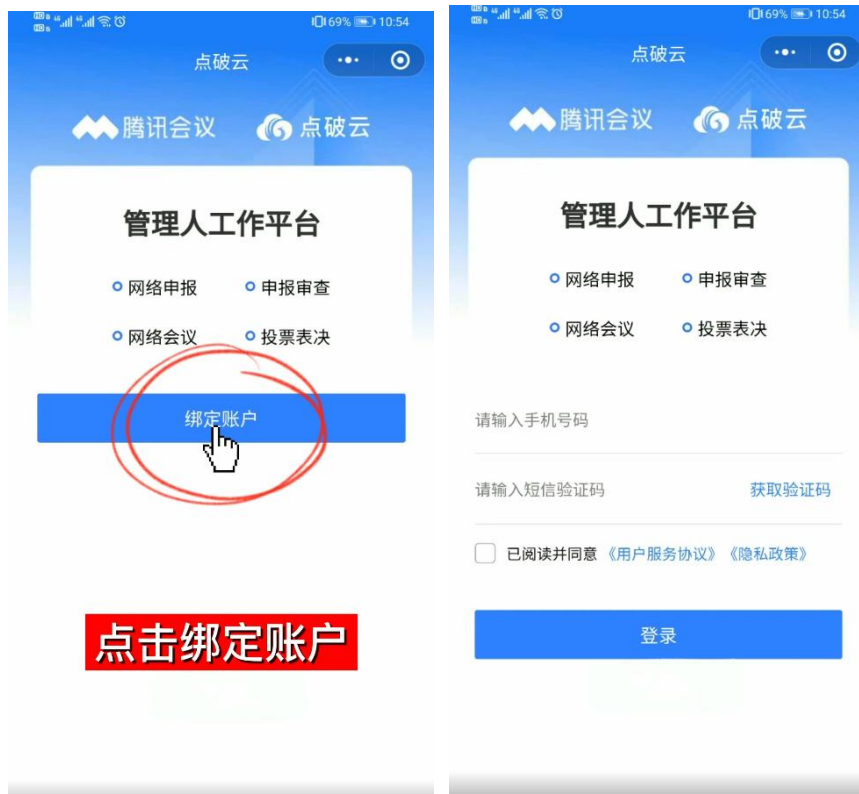 69% 10:54
点破云
腾讯会议 点破云
管理人工作平台
网络申报 申报审查
网络会议 投票表决
绑定账户
点击绑定账户
69% 10:54
点破云
腾讯会议 点破云
管理人工作平台
网络申报 申报审查
网络会议 投票表决
请输入手机号码
请输入短信验证码 获取验证码
已阅读并同意《用户服务协议》《隐私政策》
登录